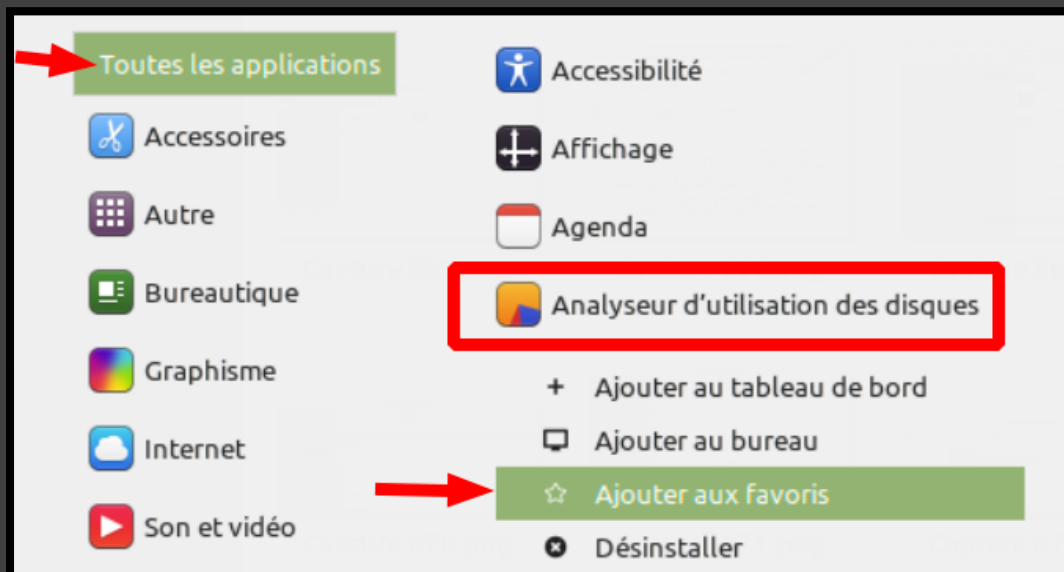 Toutes les applications
Accessoires
Autre
Bureautique
Graphisme
Internet
Son et vidéo
Accessibilité
Affichage
Agenda
Analyseur d’utilisation des disques
Ajouter au tableau de bord
Ajouter au bureau
Ajouter aux favoris
Désinstaller